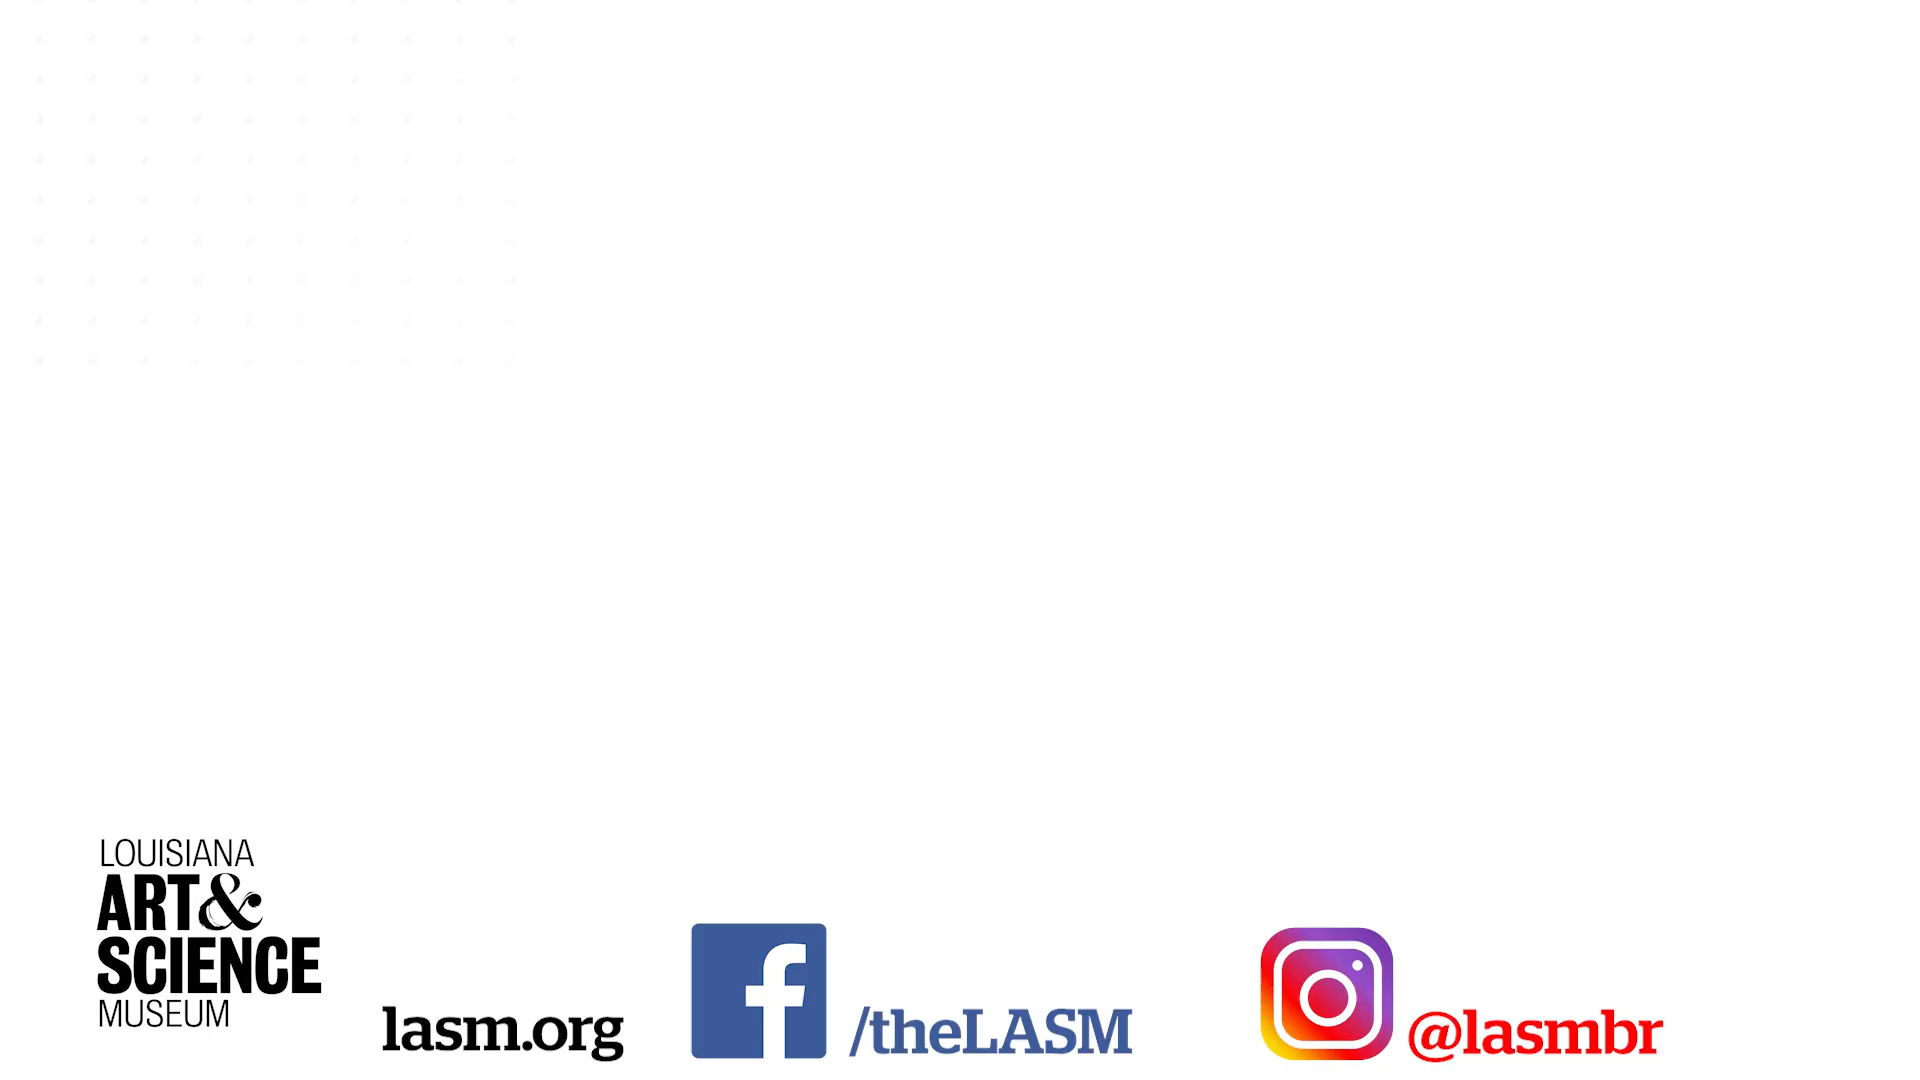 LOUISIANA
ART&
SCIENCE
MUSEUM
lasm.org
/theLASM
@lasmbr